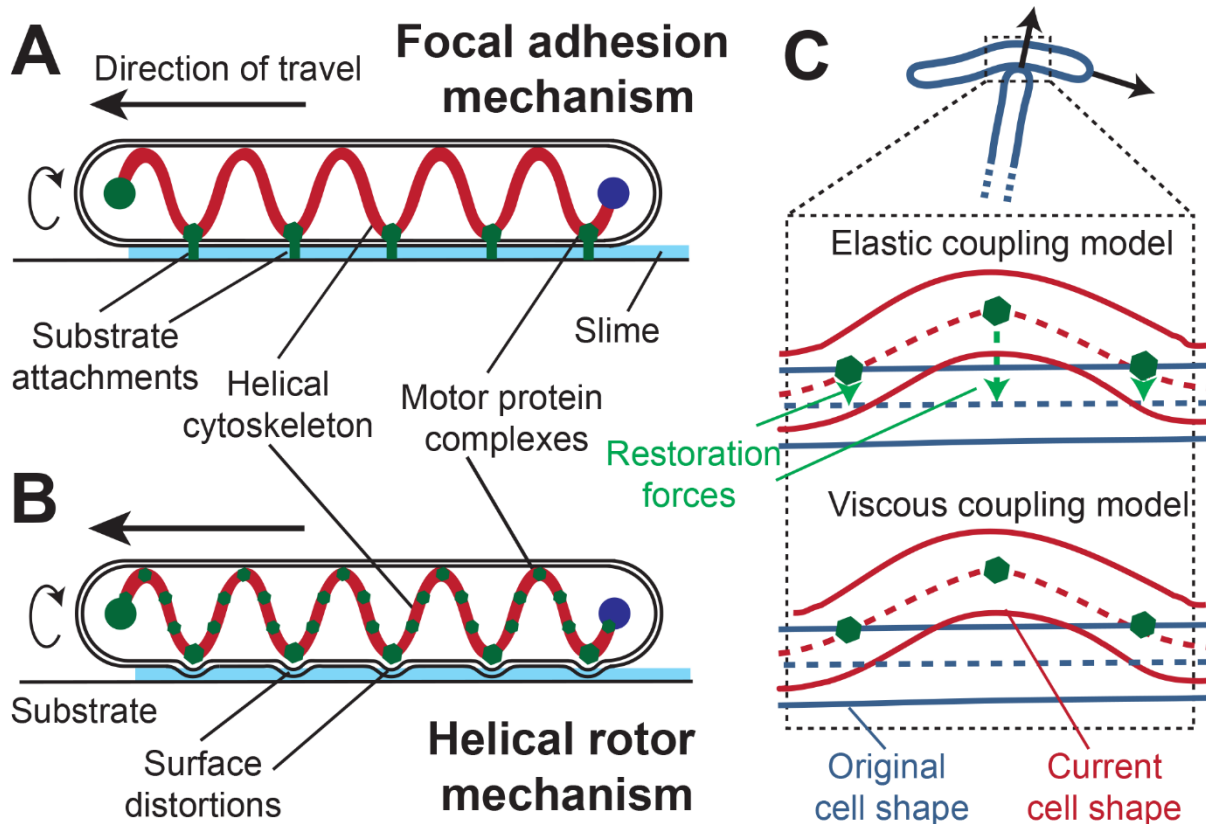 A
Focal adhesion
mechanism
Direction of travel
Substrate
attachments
Helical
cytoskeleton
Motor protein
complexes
Slime
B
Substrate
Surface
distortions
Helical rotor
mechanism
C
Elastic coupling model
Restoration
forces
Viscous coupling model
Original
cell shape
Current
cell shape